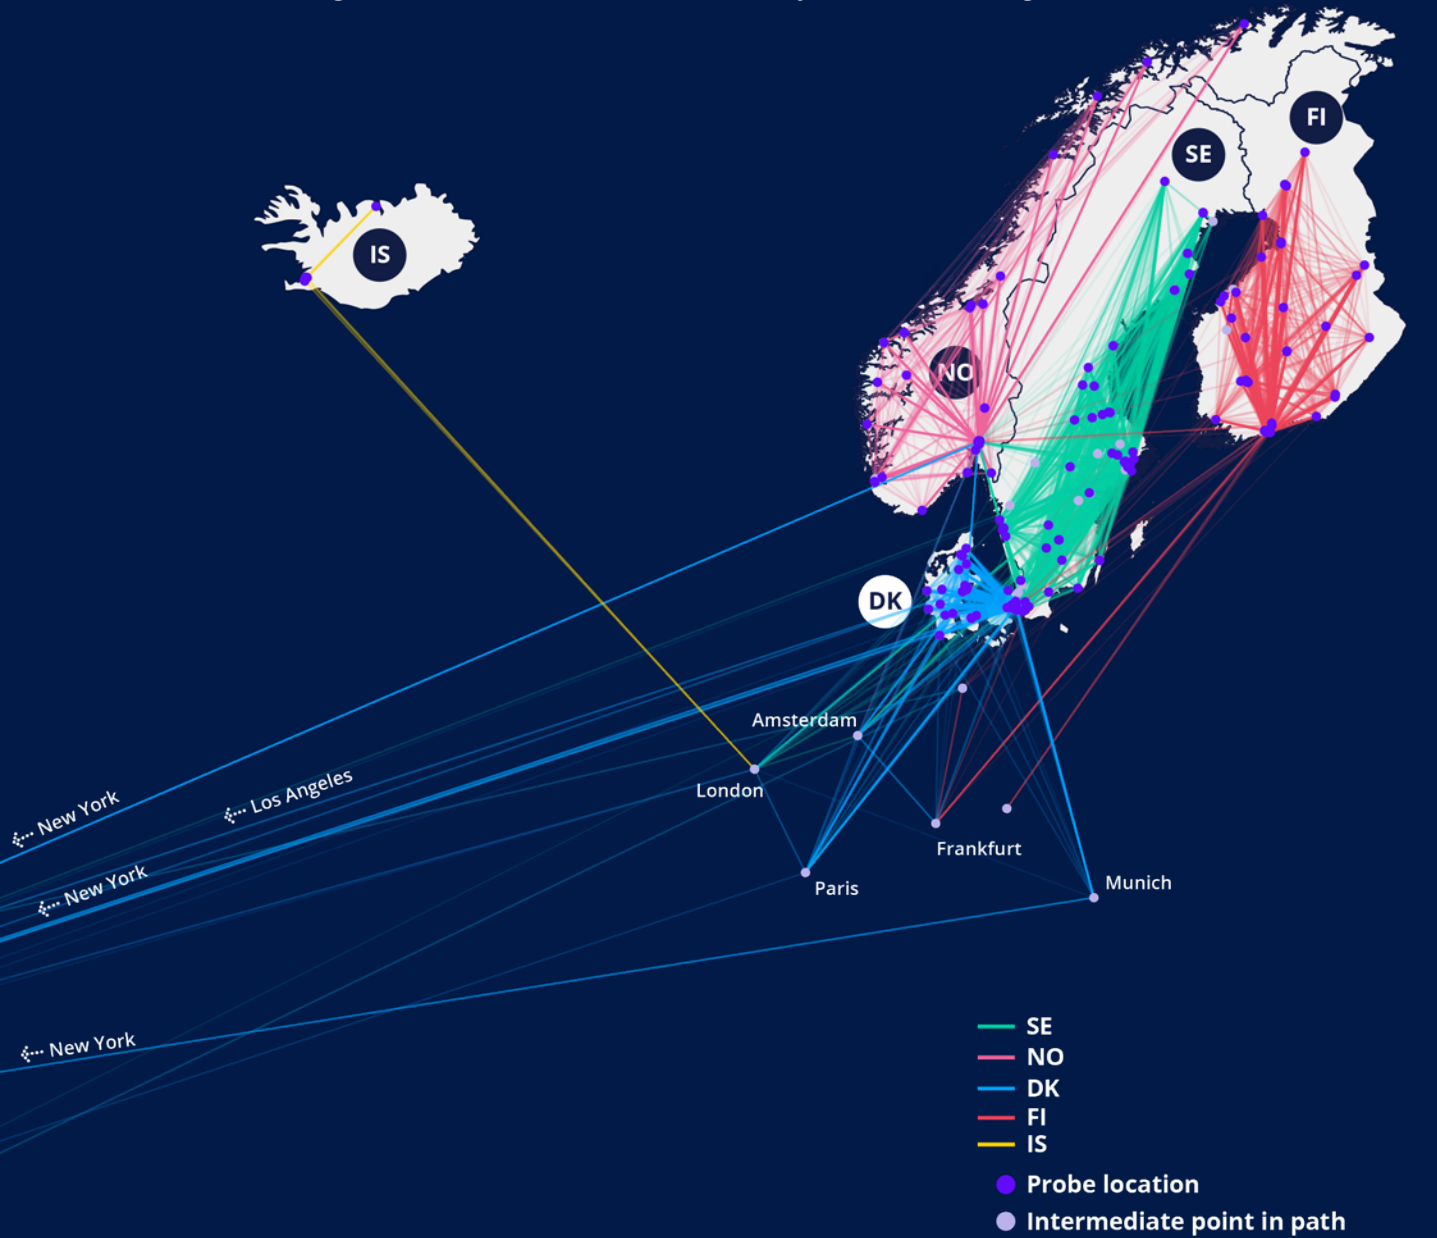 FI
SE
IS
NO
DK
Amsterdam
London
Los Angeles
New York
Frankfurt
New York
Paris
Munich
New York
SE
NO
DK
FI
IS
Probe location
Intermediate point in path